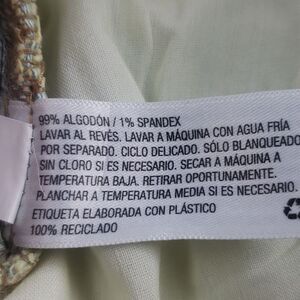 99% ALGODÓN / 1% SPANDEX
LAVAR AL REVÉS. LAVAR A MÁQUINA CON AGUA FRÍA
POR SEPARADO. CICLO DELICADO. SÓLO BLANQUEADO
SIN CLORO SI ES NECESARIO. SECAR A MÁQUINA A
TEMPERATURA BAJA. RETIRAR OPORTUNAMENTE.
PLANCHAR A TEMPERATURA MEDIA SI ES NECESARIO.
ETIQUETA ELABORADA CON PLÁSTICO
100% RECICLADO